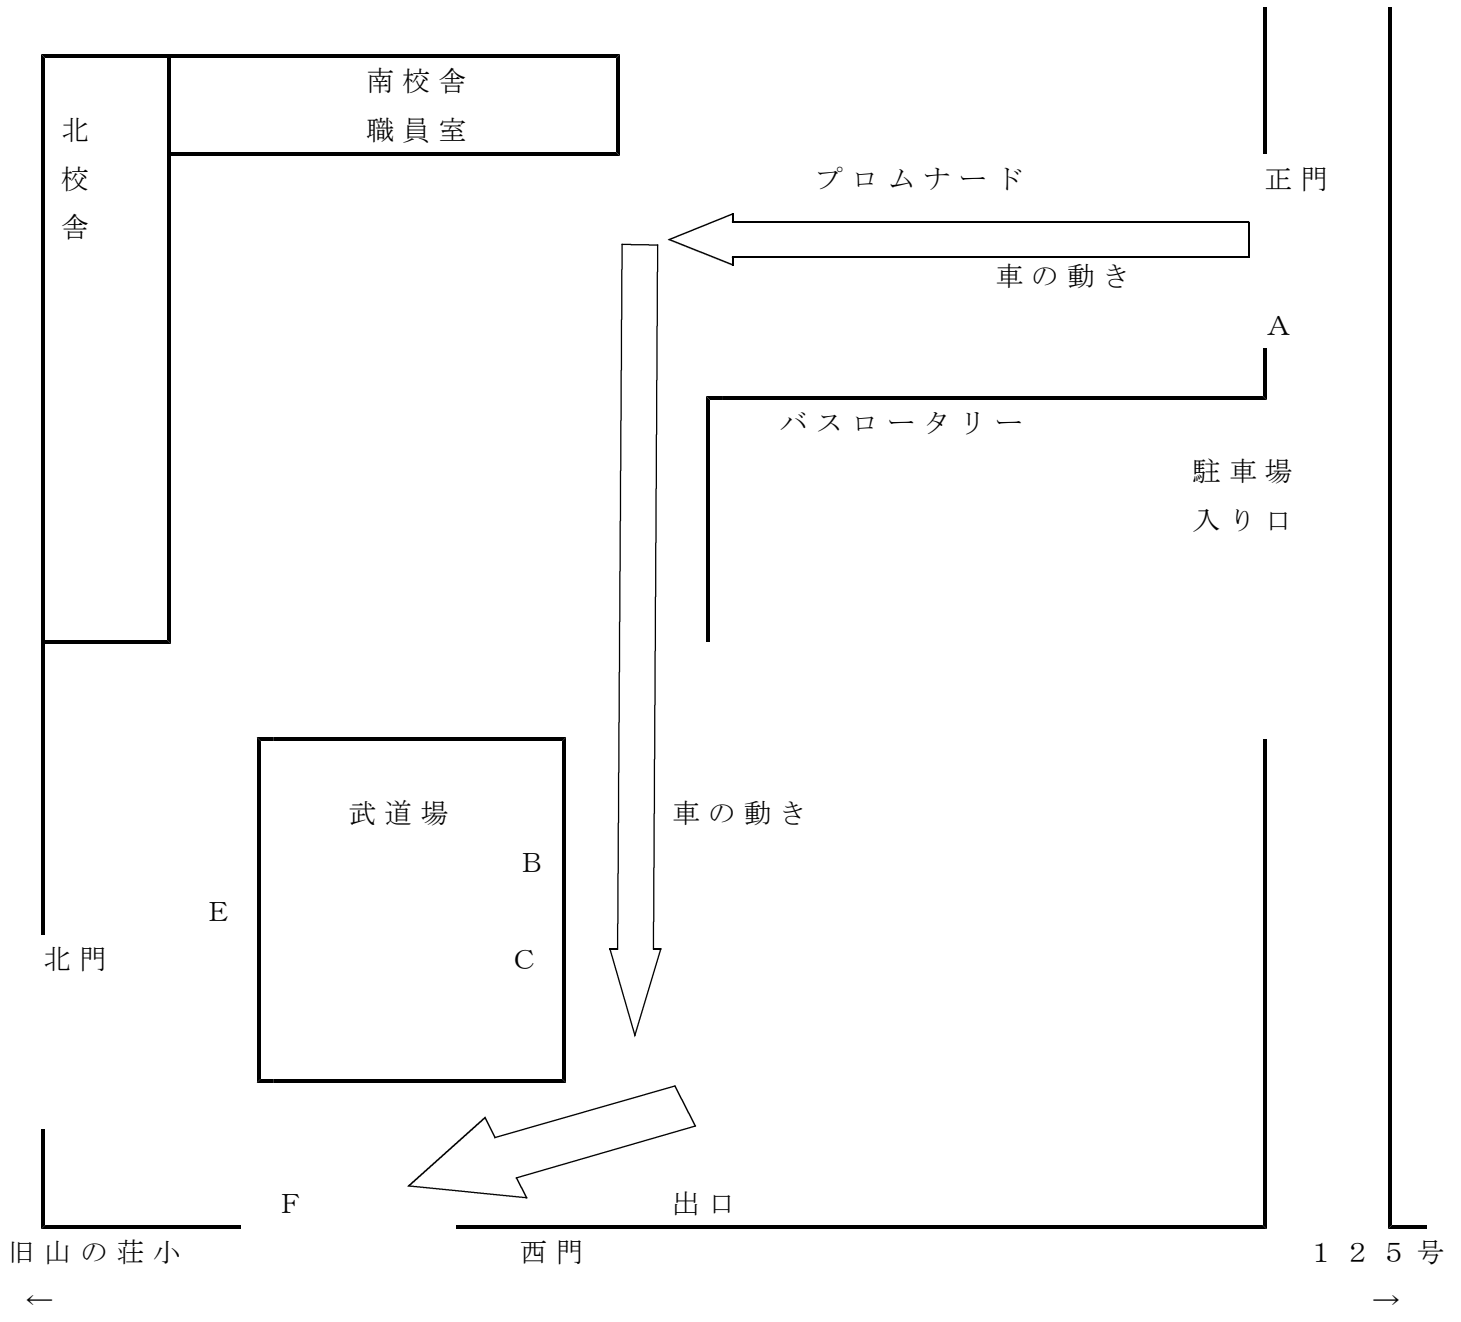 南校舎
職員室
北校舎
プロムナード
正門
車の動き
A
バスロータリー
駐車場
入り口
武道場
車の動き
B
E
C
北門
F
出口
旧山の荘小
西門
１２５号
←
→